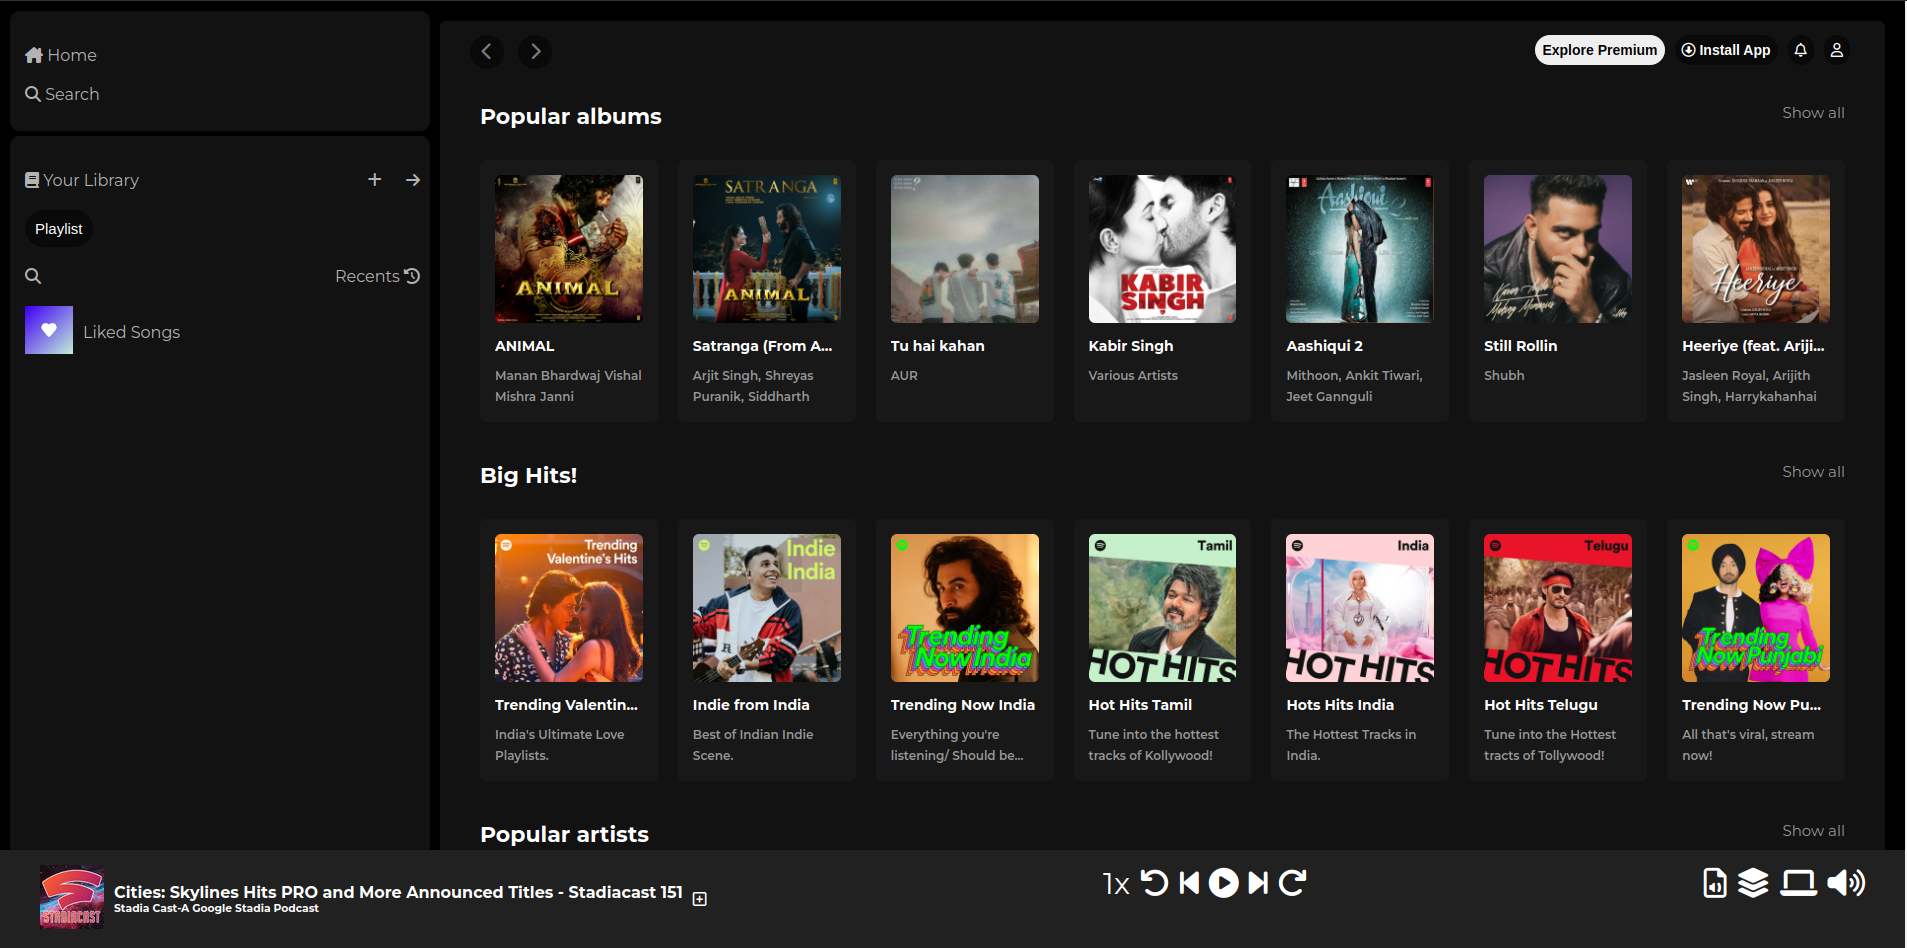 Home
Search
Your Library
Playlist
Recents
Liked Songs
Explore Premium
Install App
Popular albums
Show all
ANIMAL
SATRANGA
ANIMAL
KABIR
SINGH
Aashiqui 2
Heeriye
ANIMAL
Satranga (From A...
Tu hai kahan
Kabir Singh
Aashiqui 2
Still Rollin
Heeriye (feat. Ariji...
Manan Bhardwaj Vishal
Mishra Janni
Arjit Singh, Shreyas
Puranik, Siddharth
AUR
Various Artists
Mithoon, Ankit Tiwari,
Jeet Gannguli
Shubh
Jasleen Royal, Arijith
Singh, Harrykahanhai
Big Hits!
Show all
Trending
Valentine's Hits
Indie
India
Trending
Now India
Tamil
HOT HITS
India
HOT HITS
Telugu
HOT HITS
Trending
Now Punjabi
Trending Valentin...
Indie from India
Trending Now India
Hot Hits Tamil
Hots Hits India
Hot Hits Telugu
Trending Now Pu...
India's Ultimate Love
Playlists.
Best of Indian Indie
Scene.
Everything you're
listening/ Should be...
Tune into the hottest
tracks of Kollywood!
The Hottest Tracks in
India.
Tune into the Hottest
tracts of Tollywood!
All that's viral, stream
now!
Popular artists
Show all
STADIACAST
Cities: Skylines Hits PRO and More Announced Titles - Stadiacast 151
Stadia Cast-A Google Stadia Podcast
1x